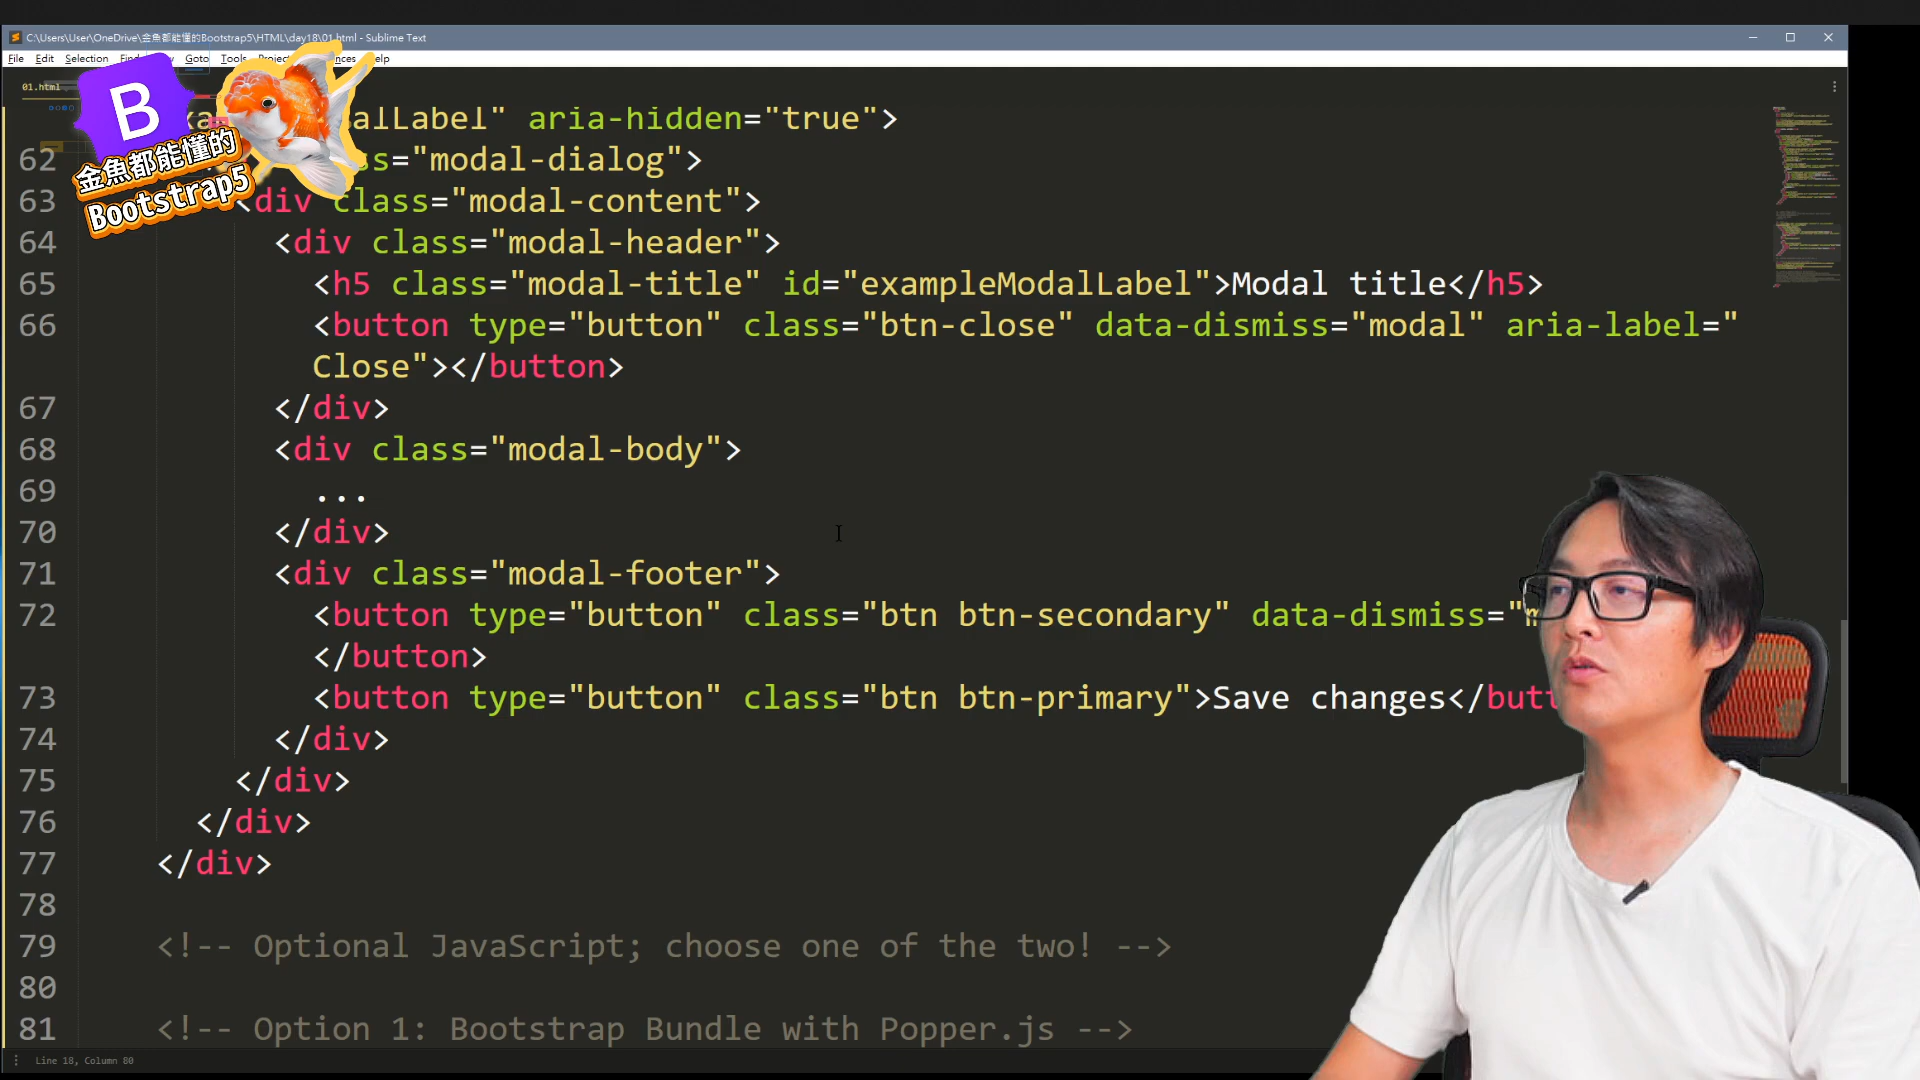 C:\Users\User\OneDrive\金魚都能懂的Bootstrap5\HTML\day18\01.html - Sublime Text
File Edit Selection Find Goto Tools Project
01.html
B
金魚都能懂的
Bootstrap5
alLabel" aria-hidden="true">
62 ="modal-dialog">
63 <div class="modal-content">
64 <div class="modal-header">
65 <h5 class="modal-title" id="exampleModalLabel">Modal title</h5>
66 <button type="button" class="btn-close" data-dismiss="modal" aria-label="
Close"></button>
67 </div>
68 <div class="modal-body">
69 ...
70 </div>
71 <div class="modal-footer">
72 <button type="button" class="btn btn-secondary" data-dismiss="
</button>
73 <button type="button" class="btn btn-primary">Save changes</butt
74 </div>
75 </div>
76 </div>
77 </div>
78
79 <!-- Optional JavaScript; choose one of the two! -->
80
81 <!-- Option 1: Bootstrap Bundle with Popper.js -->
Line 18, Column 80